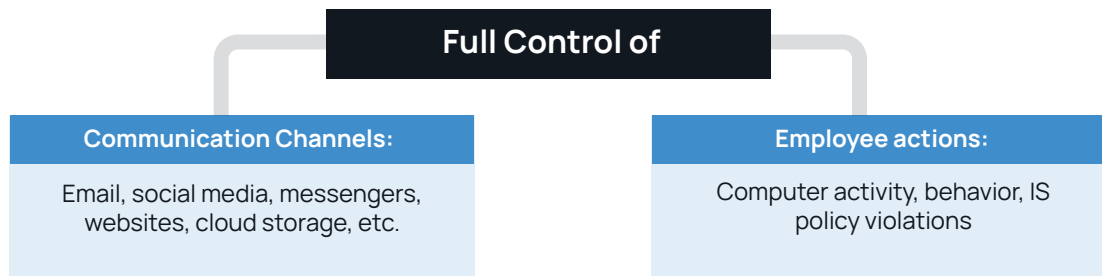 Full Control of
Communication Channels:
Email, social media, messengers,
websites, cloud storage, etc.
Employee actions:
Computer activity, behavior, IS
policy violations